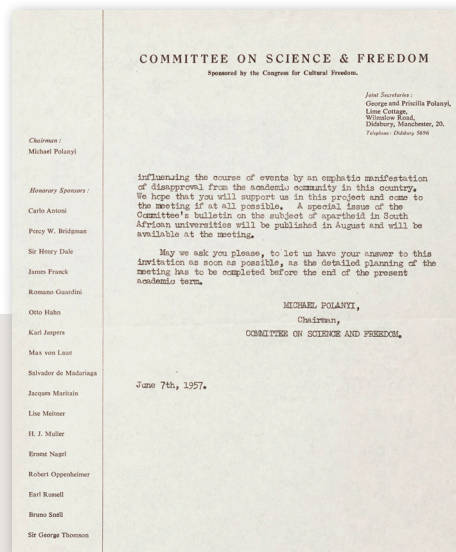 COMMITTEE ON SCIENCE & FREEDOM
Sponsored by the Congress for Cultural Freedom.
Joint Secretaries :
George and Priscilla Polanyi,
Lime Cottage,
Wilmslow Road,
Didsbury, Manchester, 20.
Telephone : Didsbury 5696
Chairman :
Michael Polanyi
Honorary Sponsors :
Carlo Antoni
Percy W. Bridgman
Sir Henry Dale
James Franck
Romano Guardini
Otto Hahn
Karl Jaspers
Max von Laue
Salvador de Madariaga
Jacques Maritain
Lise Meitner
H. J. Muller
Ernest Nagel
Robert Oppenheimer
Earl Russell
Bruno Snell
Sir George Thomson
influencing the course of events by an emphatic manifestation
of disapproval from the academic community in this country.
We hope that you will support us in this project and come to
the meeting if at all possible. A special issue of the
Committee's bulletin on the subject of apartheid in South
African universities will be published in August and will be
available at the meeting.
May we ask you please, to let us have your answer to this
invitation as soon as possible, as the detailed planning of the
meeting has to be completed before the end of the present
academic term.
MICHAEL POLANYI,
Chairman,
COMMITTEE ON SCIENCE AND FREEDOM.
June 7th, 1957.